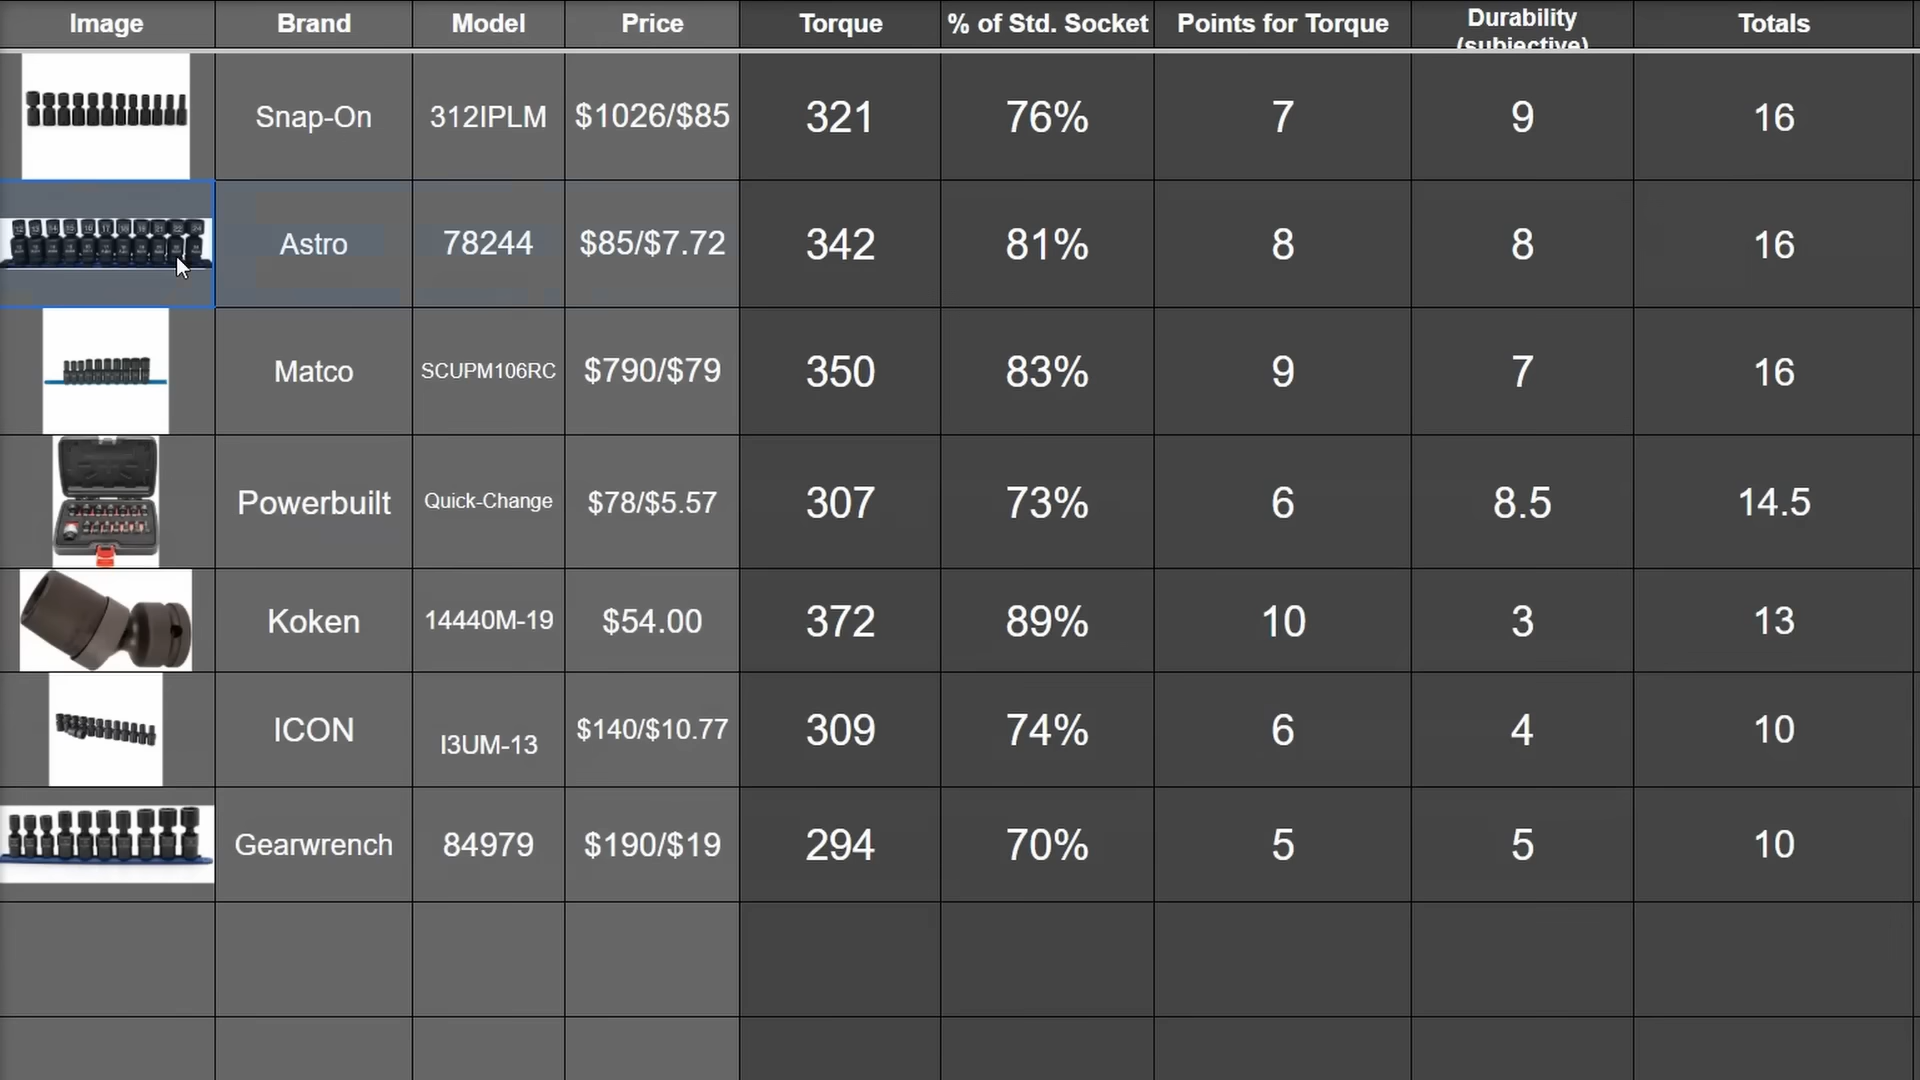 Image Brand Model Price Torque % of Std. Socket Points for Torque Durability (subjective) Totals
Snap-On 312IPLM $1026/$85 321 76% 7 9 16
Astro 78244 $85/$7.72 342 81% 8 8 16
Matco SCUPM106RC $790/$79 350 83% 9 7 16
Powerbuilt Quick-Change $78/$5.57 307 73% 6 8.5 14.5
Koken 14440M-19 $54.00 372 89% 10 3 13
ICON I3UM-13 $140/$10.77 309 74% 6 4 10
Gearwrench 84979 $190/$19 294 70% 5 5 10